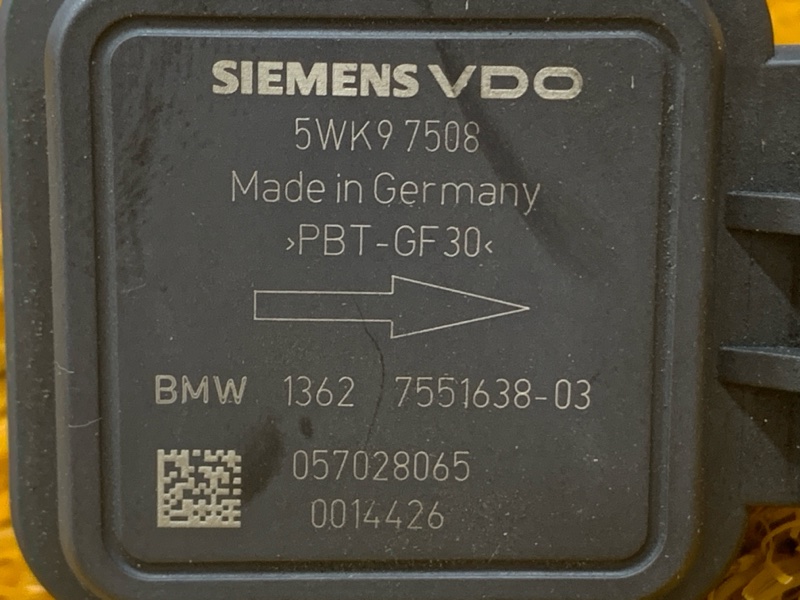 SIEMENS VDO
5WK9 7508
Made in Germany
›PBT-GF30‹
BMW 1362 7551638-03
057028065
0014426